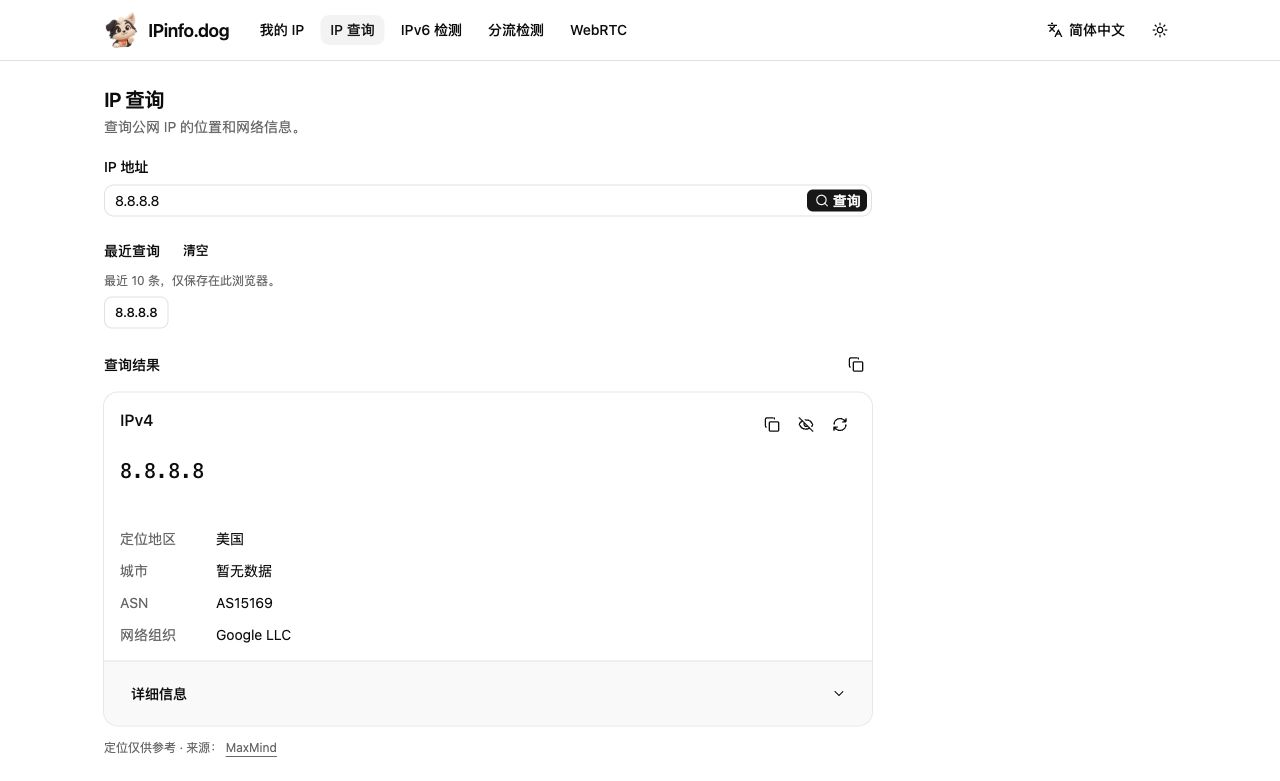 IPinfo.dog 我的 IP IP 查询 IPv6 检测 分流检测 WebRTC 简体中文
IP 查询
查询公网 IP 的位置和网络信息。
IP 地址
8.8.8.8 查询
最近查询 清空
最近 10 条，仅保存在此浏览器。
8.8.8.8
查询结果
IPv4
8.8.8.8
定位地区 美国
城市 暂无数据
ASN AS15169
网络组织 Google LLC
详细信息
定位仅供参考 · 来源： MaxMind